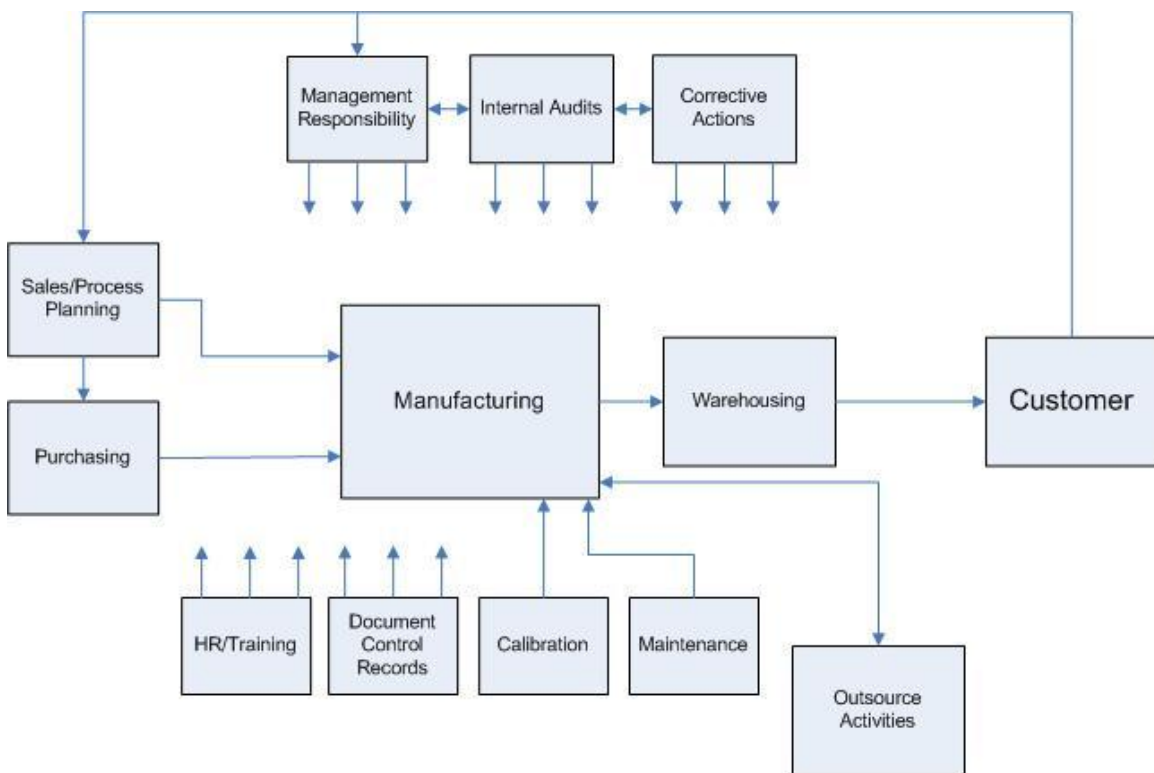 Management
Responsibility
Internal Audits
Corrective
Actions
Sales/Process
Planning
Manufacturing
Warehousing
Customer
Purchasing
HR/Training
Document
Control
Records
Calibration
Maintenance
Outsource
Activities